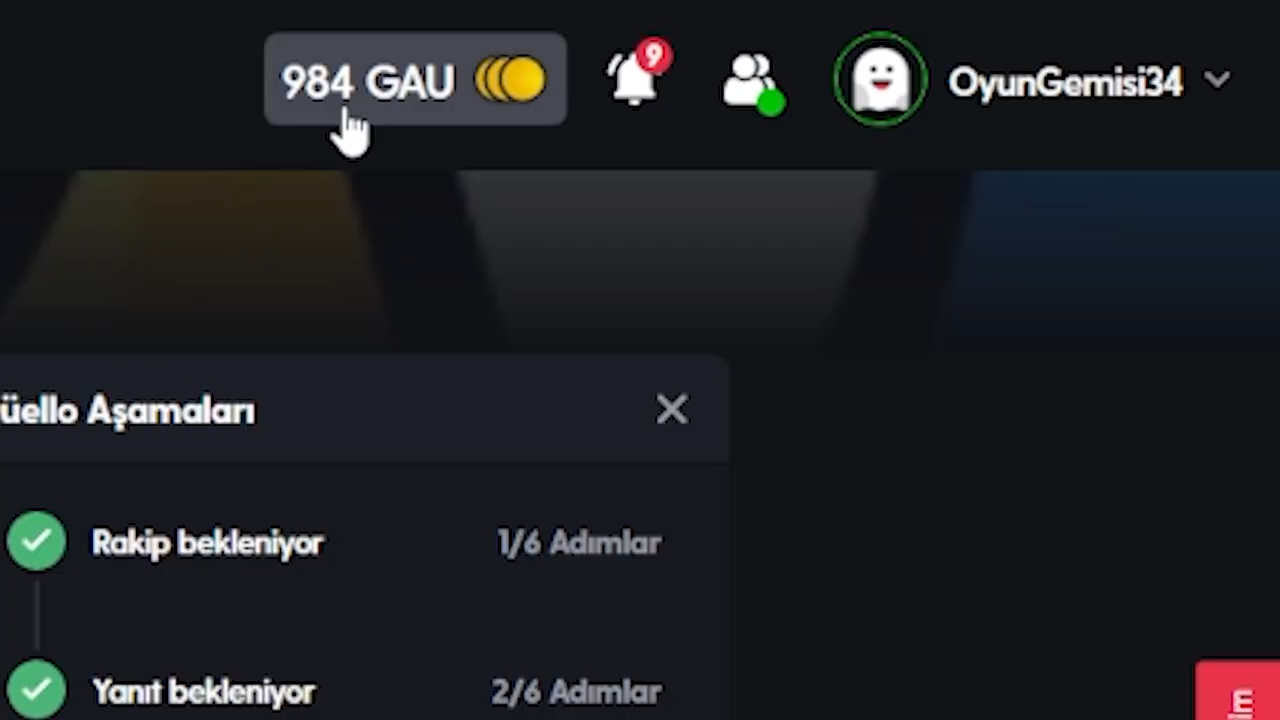 984 GAU
9
OyunGemisi34
üello Aşamaları
Rakip bekleniyor
1/6 Adımlar
Yanıt bekleniyor
2/6 Adımlar